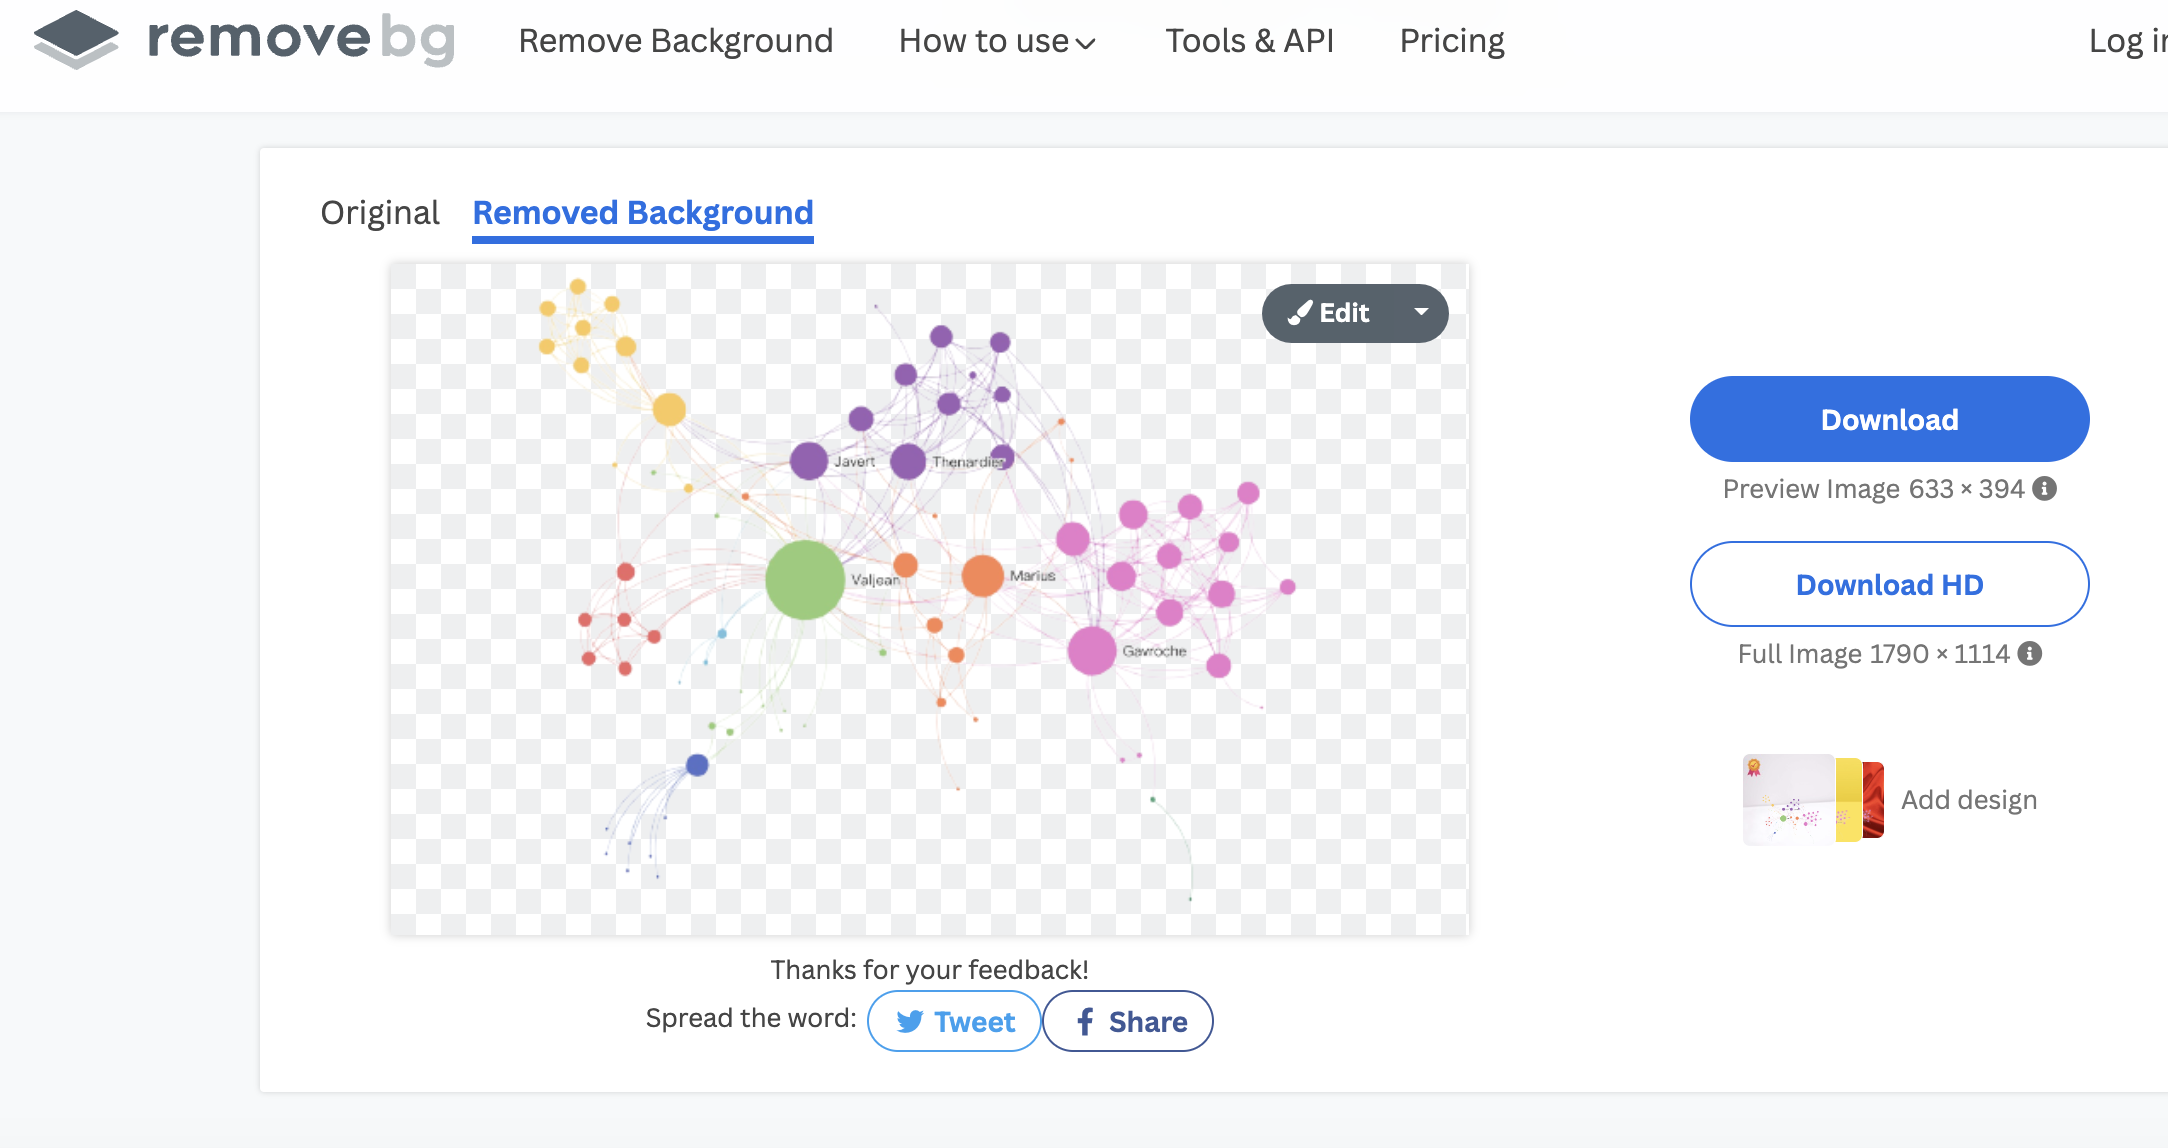 removebg
Remove Background
How to use
Tools & API
Pricing
Log in
Original
Removed Background
Edit
Javert
Thenardier
Valjean
Marius
Gavroche
Download
Preview Image 633 × 394
Download HD
Full Image 1790 × 1114
Add design
Thanks for your feedback!
Spread the word:
Tweet
Share